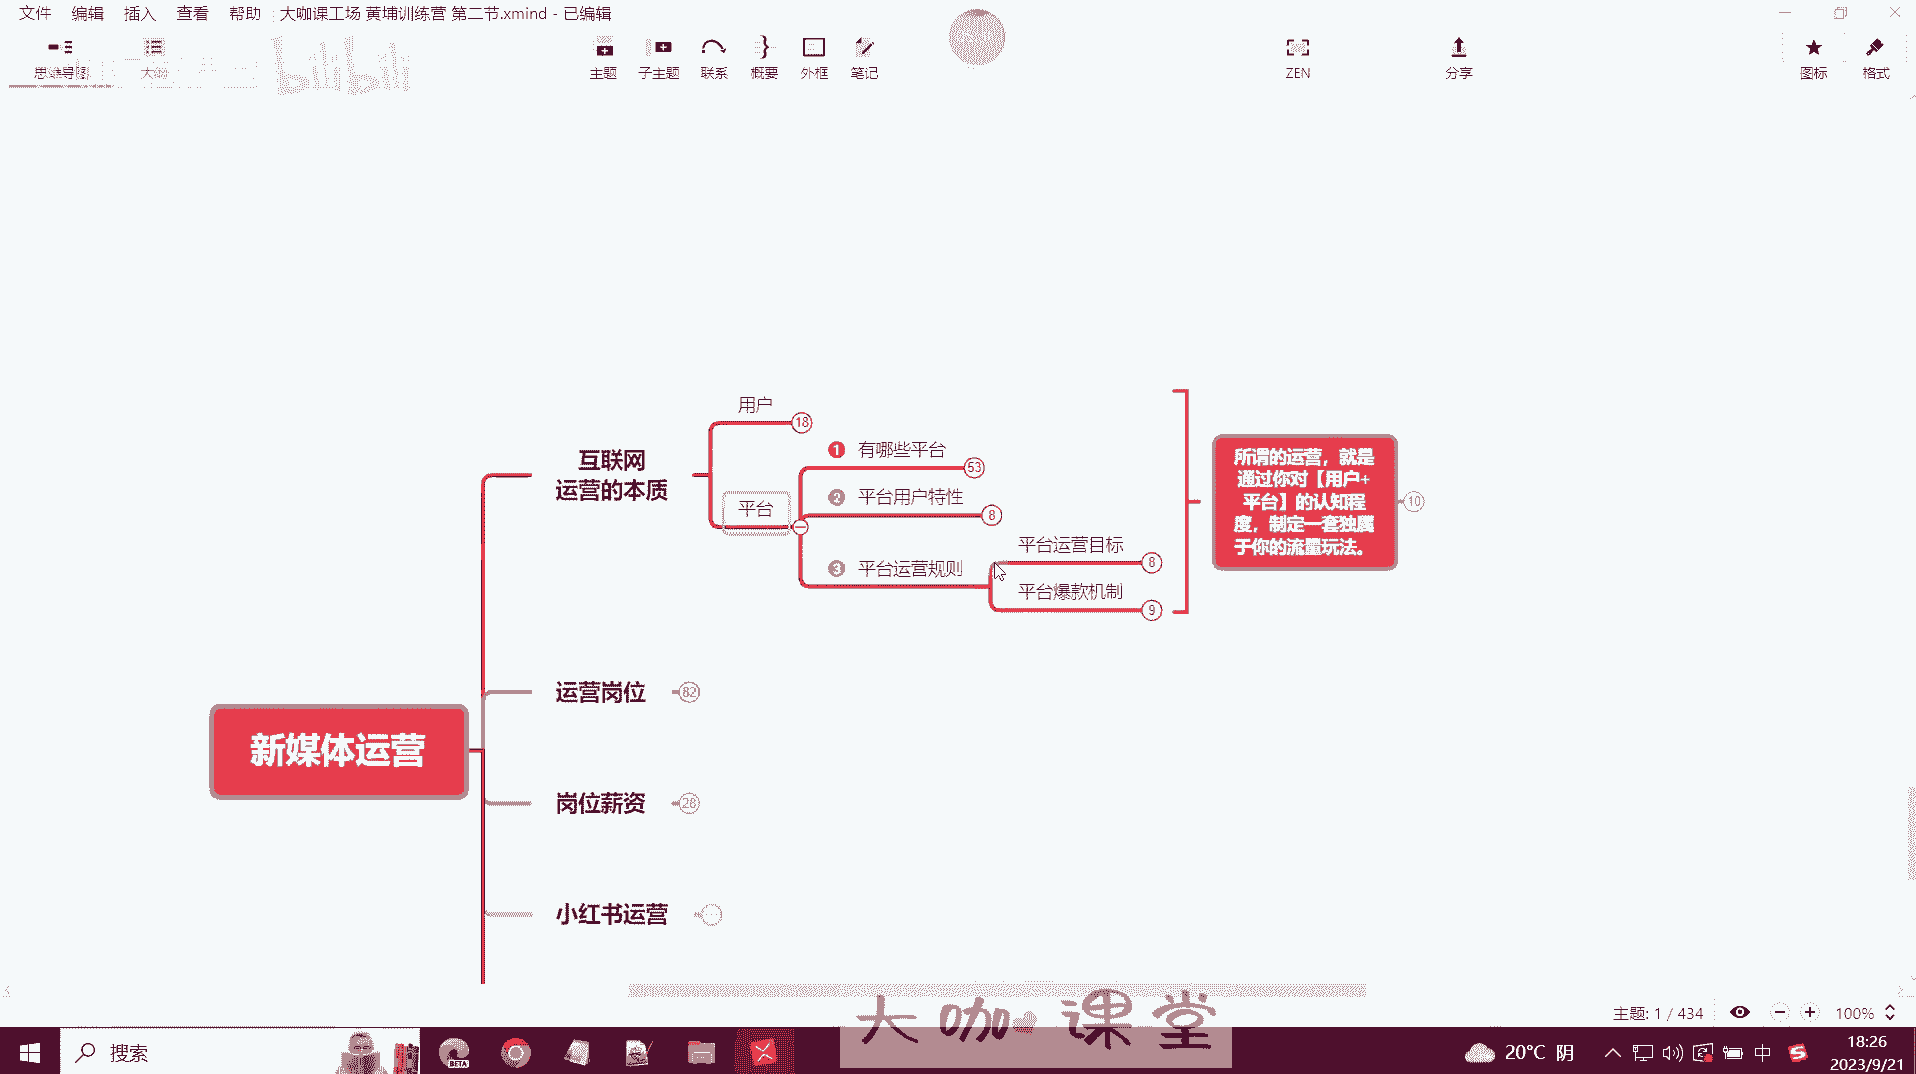 文件 编辑 插入 查看 帮助 大咖课工场 黄埔训练营 第二节.xmind - 已编辑
思维导图 大纲 主题 子主题 联系 概要 外框 笔记 ZEN 分享 图标 格式
bilibili
用户 18
1 有哪些平台 53
互联网
运营的本质
2 平台用户特性 8
平台
平台运营目标 8
3 平台运营规则
平台爆款机制 9
所谓的运营，就是
通过你对【用户+
平台】的认知程
度，制定一套独属
于你的流量玩法。
10
运营岗位 82
新媒体运营
岗位薪资 28
小红书运营 ...
主题: 1 / 434 100%
大咖课堂
搜索 BETA 20°C 阴 中 18:26
2023/9/21